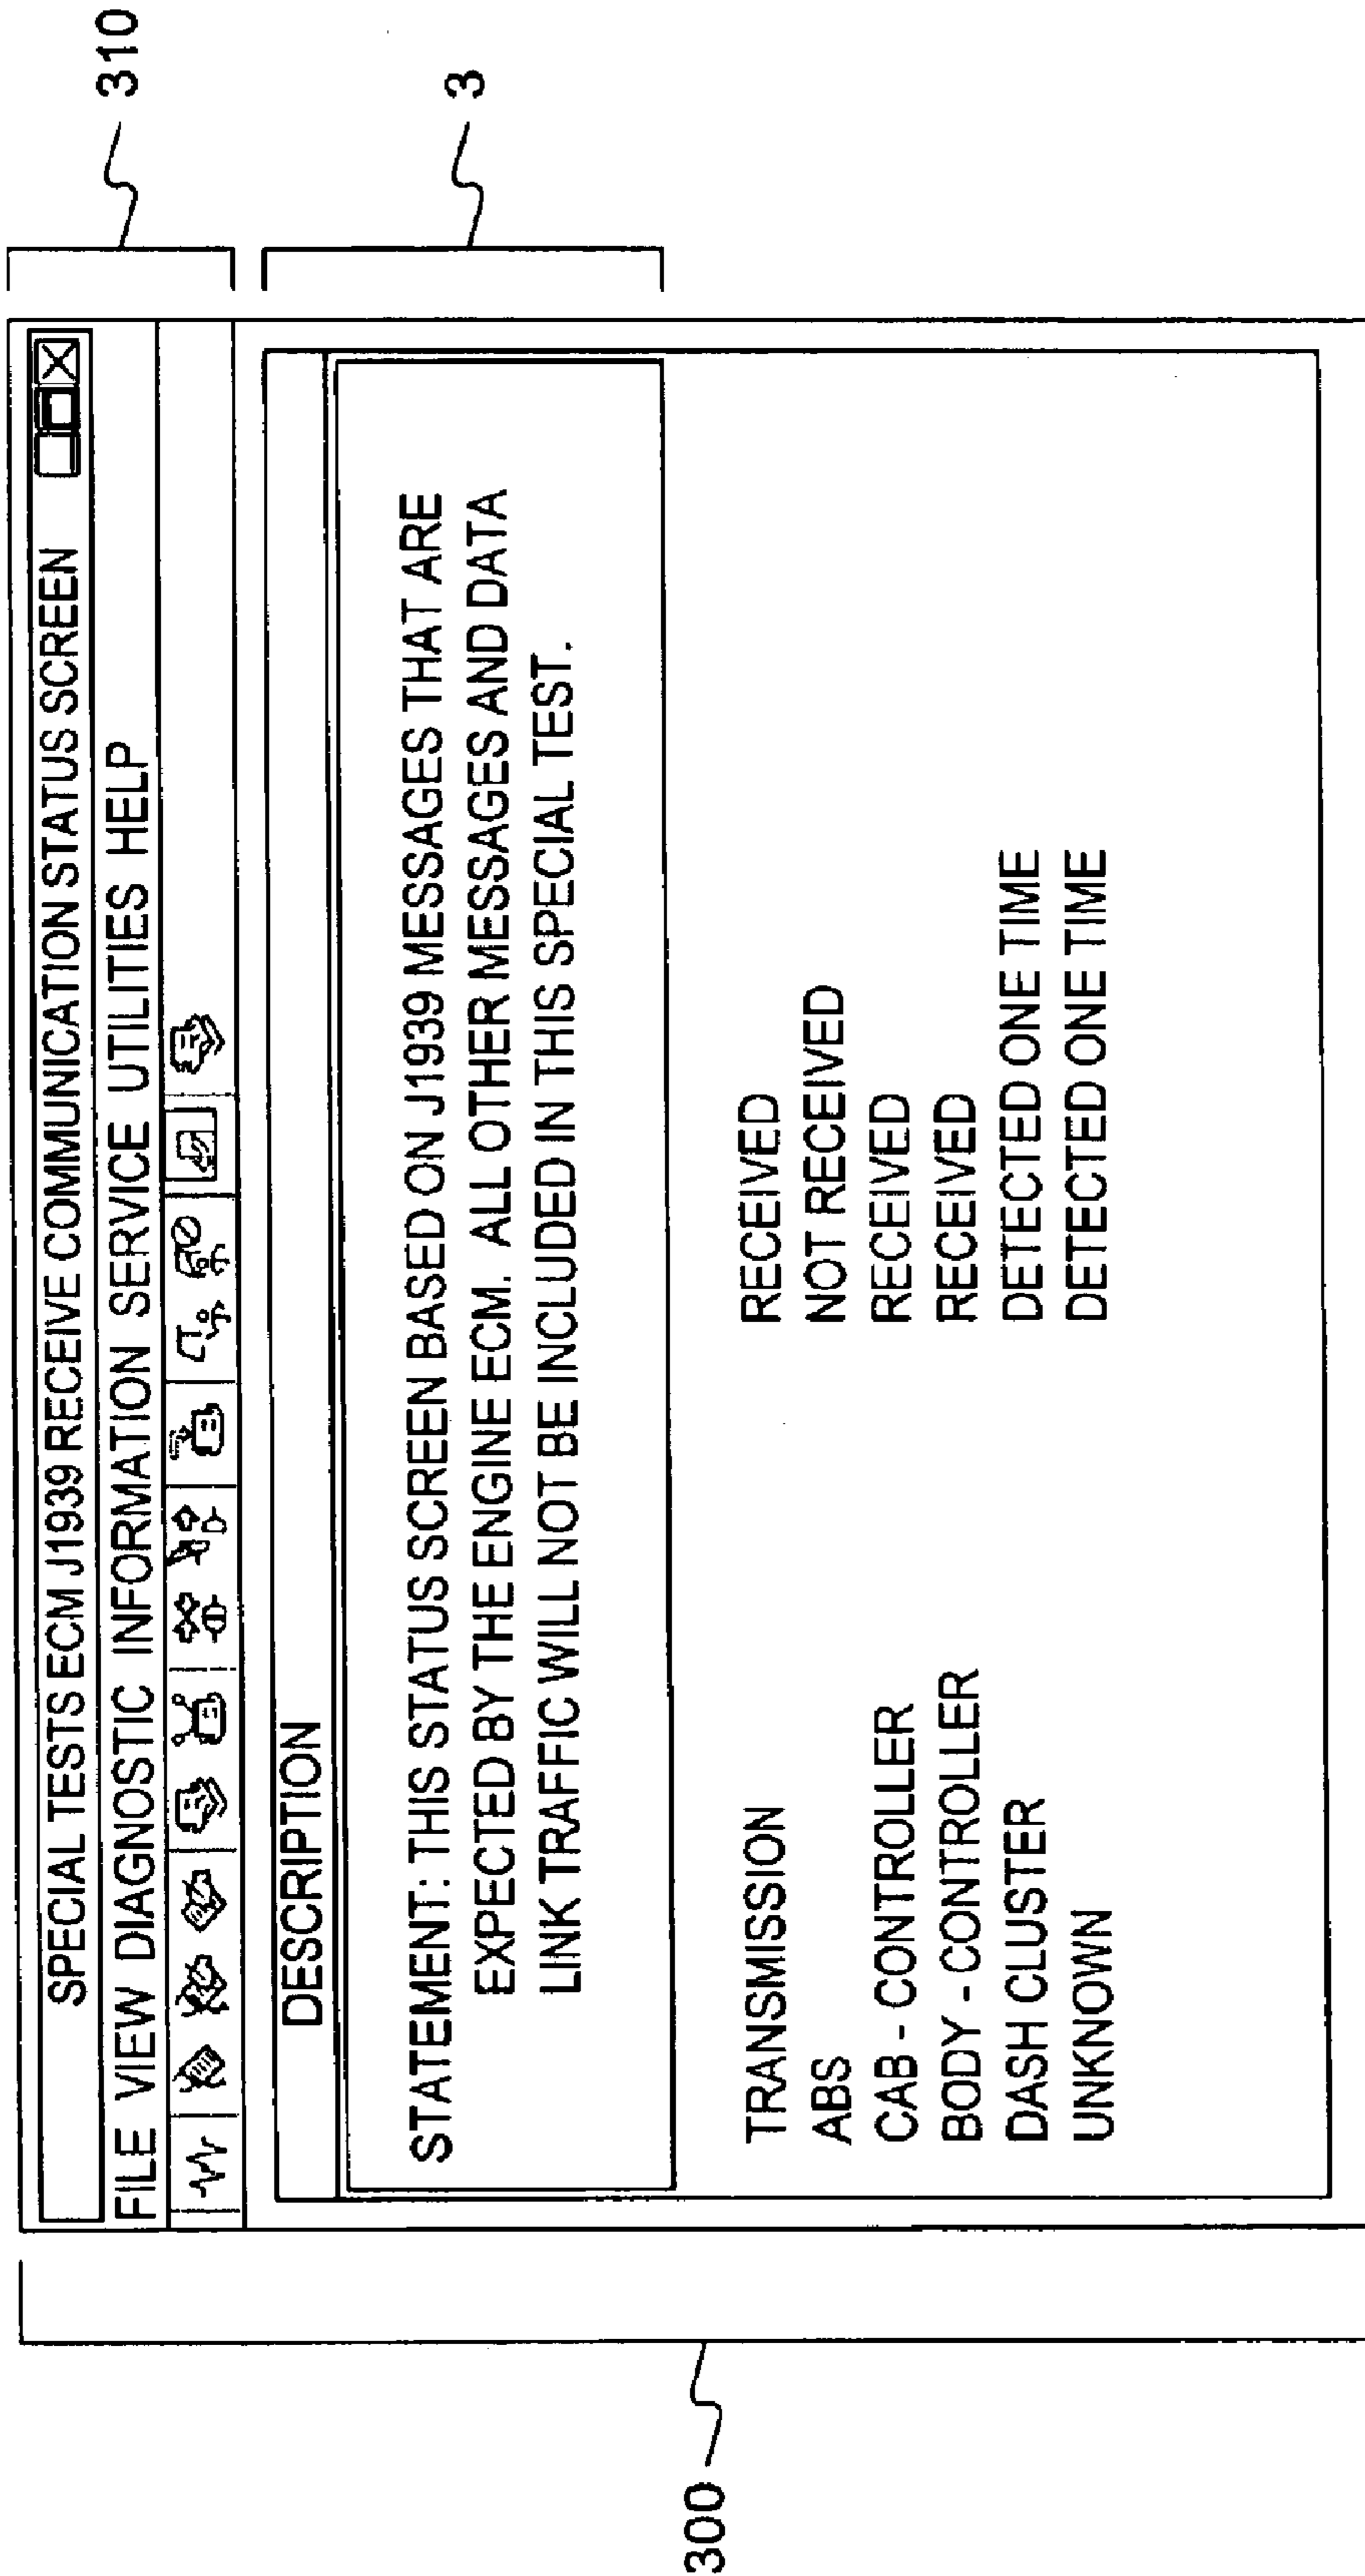 SPECIAL TESTS ECM J1939 RECEIVE COMMUNICATION STATUS SCREEN
310
FILE VIEW DIAGNOSTIC INFORMATION SERVICE UTILITIES HELP
DESCRIPTION
3
STATEMENT: THIS STATUS SCREEN BASED ON J1939 MESSAGES THAT ARE
EXPECTED BY THE ENGINE ECM. ALL OTHER MESSAGES AND DATA
LINK TRAFFIC WILL NOT BE INCLUDED IN THIS SPECIAL TEST.
300
TRANSMISSION RECEIVED
ABS NOT RECEIVED
CAB - CONTROLLER RECEIVED
BODY - CONTROLLER RECEIVED
DASH CLUSTER DETECTED ONE TIME
UNKNOWN DETECTED ONE TIME